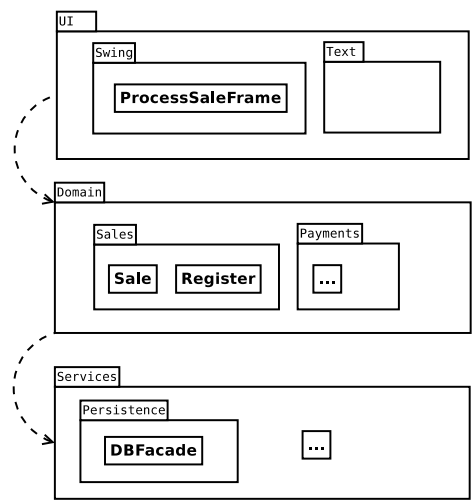 UI
Swing
Text
ProcessSaleFrame
Domain
Sales
Payments
Sale
Register
...
Services
Persistence
DBFacade
...